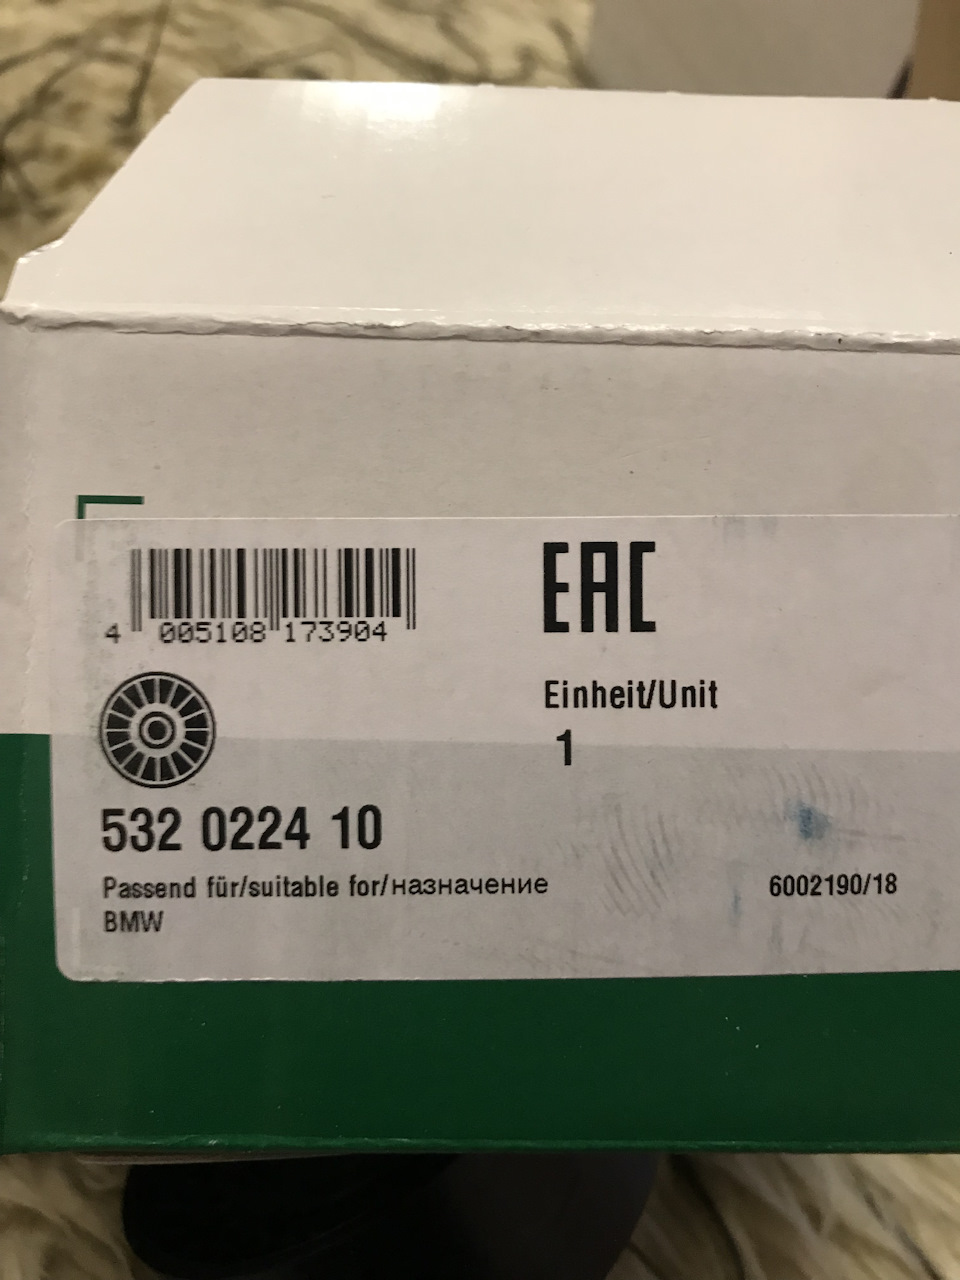 4 005108 173904
EAC
Einheit/Unit
1
532 0224 10
Passend für/suitable for/назначение
BMW
6002190/18